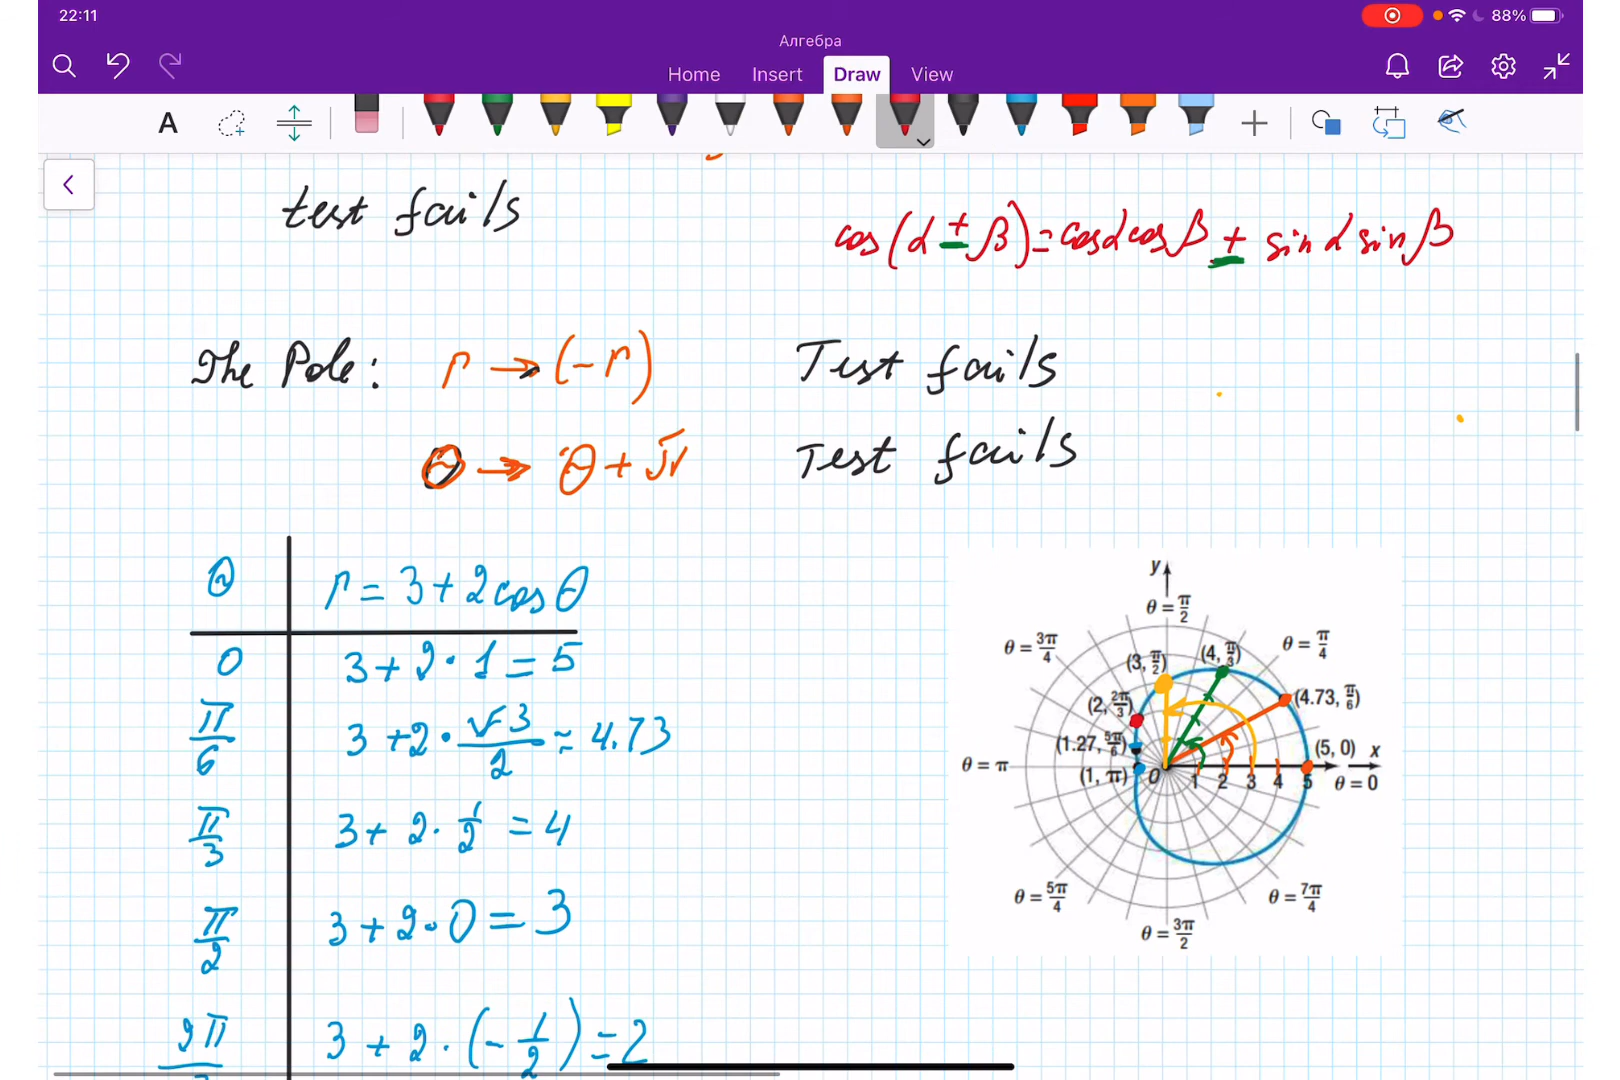 22:11
88%
Алгебра
Home Insert Draw View
A
test fails
cos(α ± β) = cosα cosβ ± sinα sinβ
The Pole: r → (-r) Test fails
θ → θ + π Test fails
θ r = 3 + 2cosθ
0 3 + 2 · 1 = 5
π/6 3 + 2 · √3/2 ≈ 4.73
π/3 3 + 2 · 1/2 = 4
π/2 3 + 2 · 0 = 3
2π 3 + 2 · (-1/2) = 2
y
θ = π/2
θ = 3π/4
(3, π/2) (4, π/3)
θ = π/4
(2, 2π/3)
(4.73, π/6)
(1.27, 5π/6)
(5, 0) x
θ = π
(1, π) 0 1 2 3 4 5 θ = 0
θ = 5π/4
θ = 7π/4
θ = 3π/2